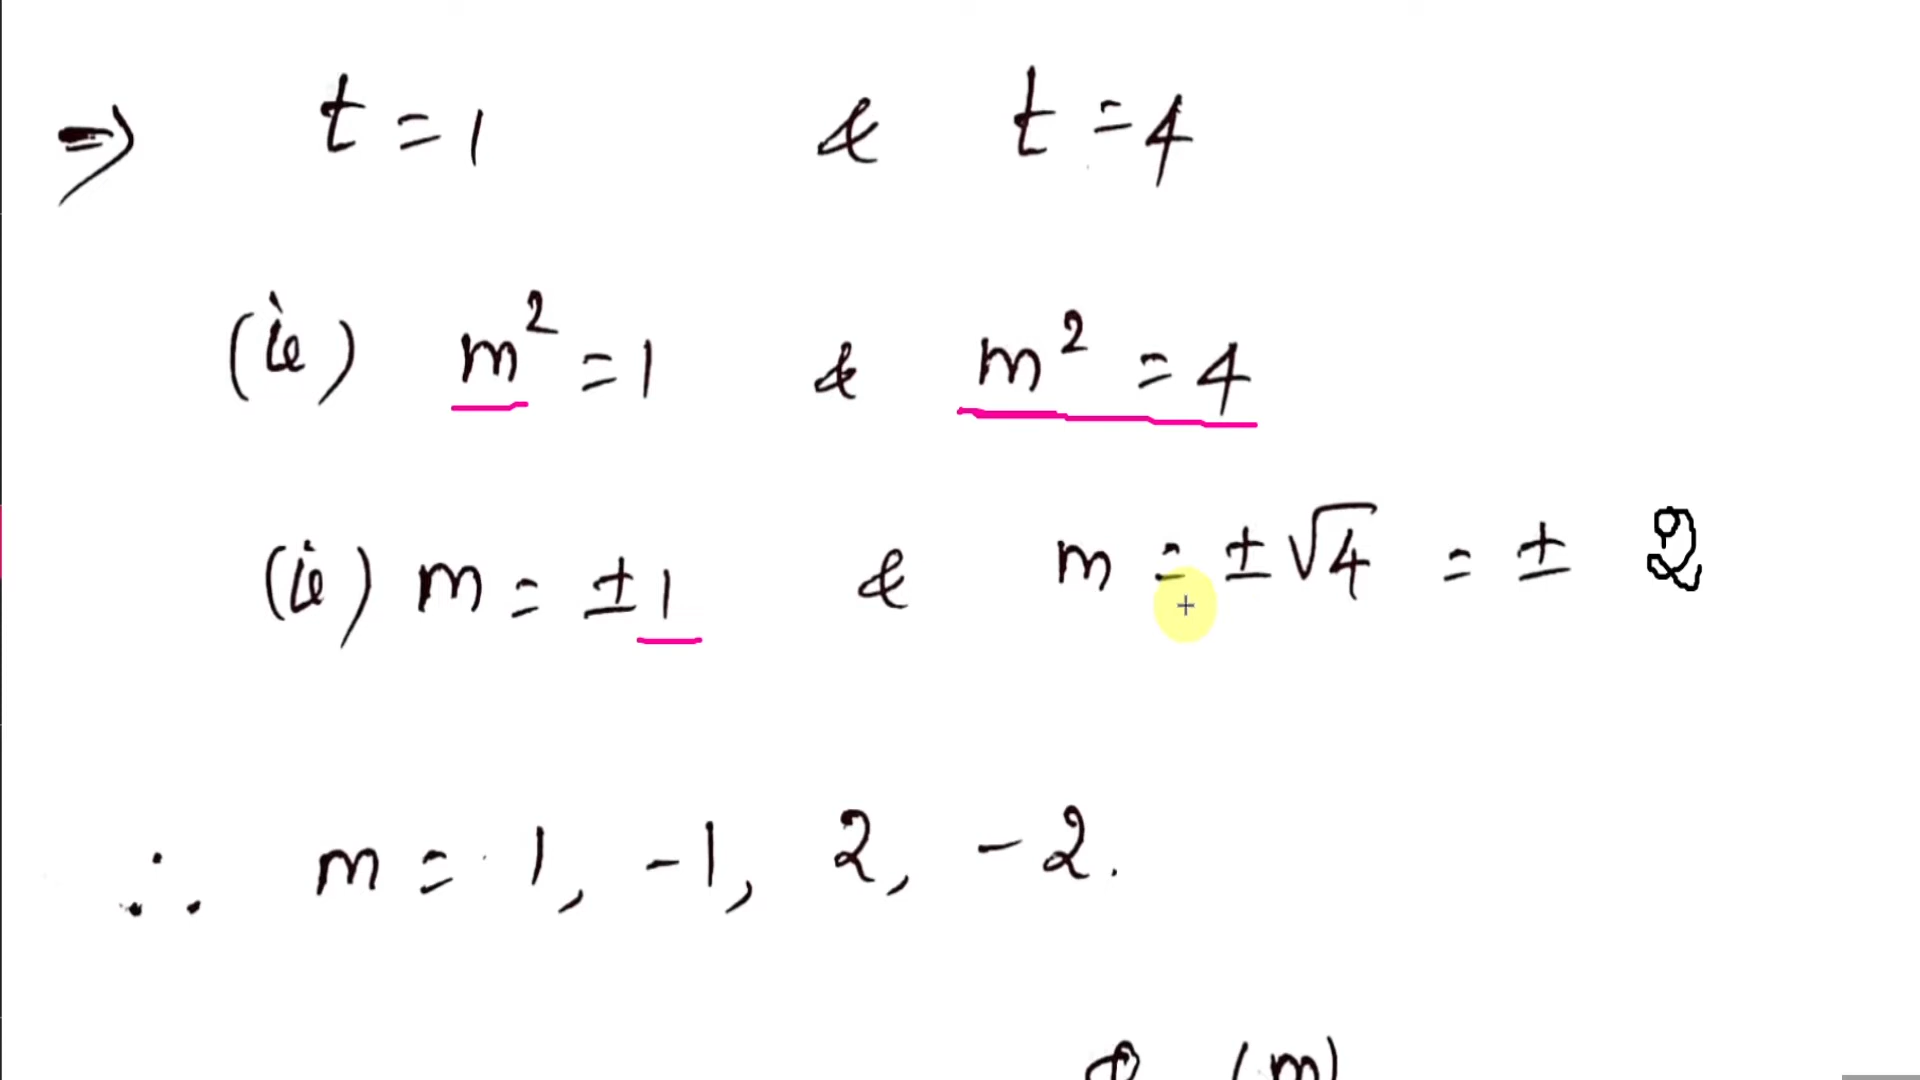 ⇒ t = 1 & t = 4
(ie) m² = 1 & m² = 4
(ie) m = ±1 & m = ±√4 = ± 2
∴ m = 1, -1, 2, -2.
(m)